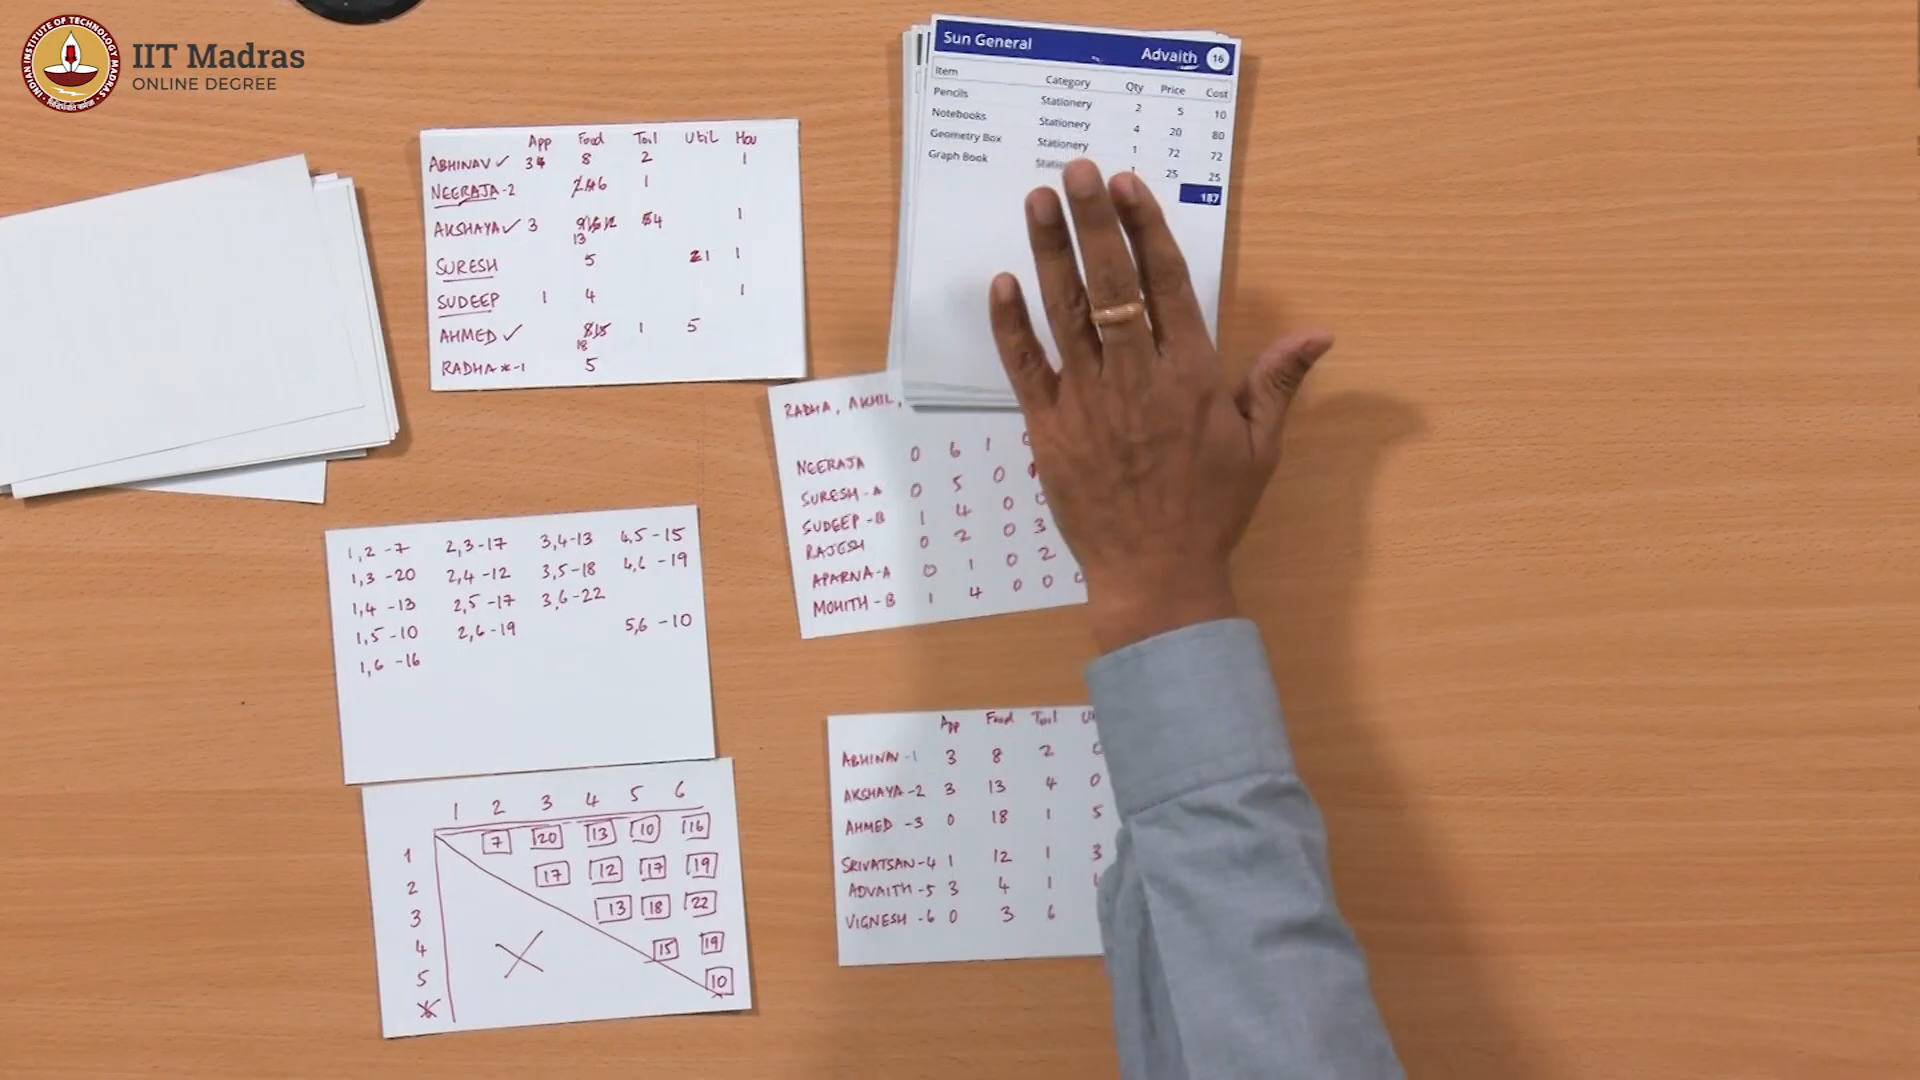 IIT Madras
ONLINE DEGREE
INDIAN INSTITUTE OF TECHNOLOGY MADRAS
Sun General Advaith 16
Item Category Qty Price Cost
Pencils Stationery 2 5 10
Notebooks Stationery 4 20 80
Geometry Box Stationery 1 72 72
Graph Book 25 25
187
App Food Toil Util Hou
ABHINAV ✓ 3 8 2 1
NEERAJA-2 6 1
AKSHAYA ✓ 3 13 4 1
SURESH 5 1 1
SUDEEP 1 4 1
AHMED ✓ 18 1 5
RADHA *-1 5
RADHA, AKHIL,
NEERAJA 0 6 1
SURESH-A 0 5 0
SUDEEP-B 1 4 0 0
RAJESH 0 2 0 3
APARNA-A 0 1 0 2
MOHITH-B 1 4 0 0
1,2 -7 2,3 -17 3,4 -13 4,5 -15
1,3 -20 2,4 -12 3,5 -18 4,6 -19
1,4 -13 2,5 -17 3,6 -22
1,5 -10 2,6 -19 5,6 -10
1,6 -16
1 2 3 4 5 6
1 7 20 13 10 16
2 17 12 17 19
3 13 18 22
4 15 19
5 10
App Food Toil
ABHINAV -1 3 8 2 0
AKSHAYA -2 3 13 4 0
AHMED -3 0 18 1 5
SRIVATSAN-4 1 12 1 3
ADVAITH -5 3 4 1
VIGNESH -6 0 3 6